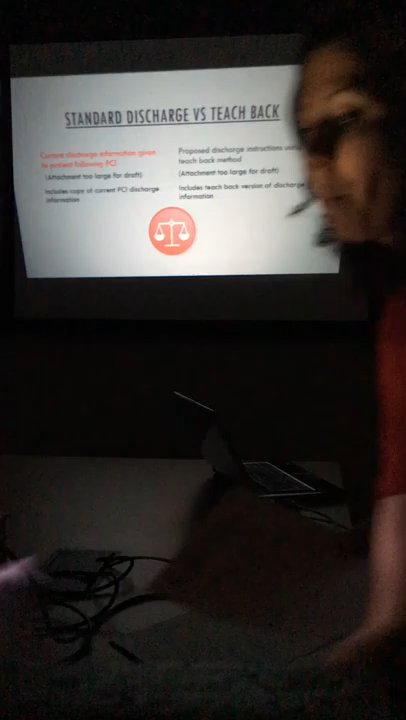 STANDARD DISCHARGE VS TEACH BACK
Current discharge information given
to patient following PCI
(Attachment too large for draft)
Includes copy of current PCI discharge
information
Proposed discharge instructions
teach back method
(Attachment too large for draft)
Includes teach back version of discharge
information